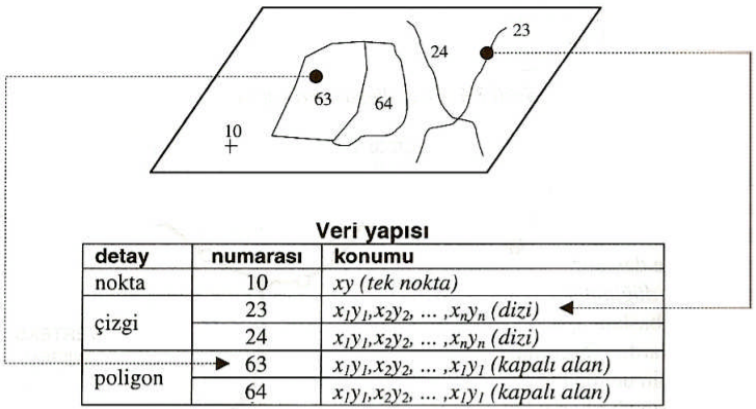 23
24
63
64
10
Veri yapısı
detay numarası konumu
nokta 10 xy (tek nokta)
çizgi 23 x₁y₁,x₂y₂, ... ,xₙyₙ (dizi)
24 x₁y₁,x₂y₂, ... ,xₙyₙ (dizi)
poligon 63 x₁y₁,x₂y₂, ... ,x₁y₁ (kapalı alan)
64 x₁y₁,x₂y₂, ... ,x₁y₁ (kapalı alan)